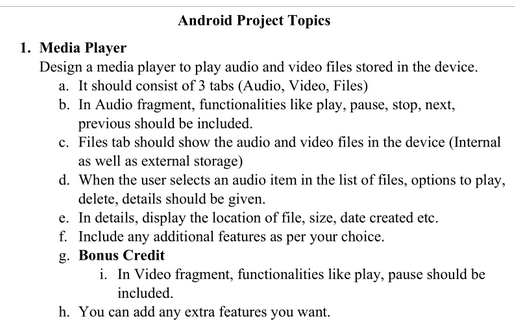 Android Project Topics
1. Media Player
Design a media player to play audio and video files stored in the device.
a. It should consist of 3 tabs (Audio, Video, Files)
b. In Audio fragment, functionalities like play, pause, stop, next,
previous should be included.
c. Files tab should show the audio and video files in the device (Internal
as well as external storage)
d. When the user selects an audio item in the list of files, options to play,
delete, details should be given.
e. In details, display the location of file, size, date created etc.
f. Include any additional features as per your choice.
g. Bonus Credit
i. In Video fragment, functionalities like play, pause should be
included.
h. You can add any extra features you want.